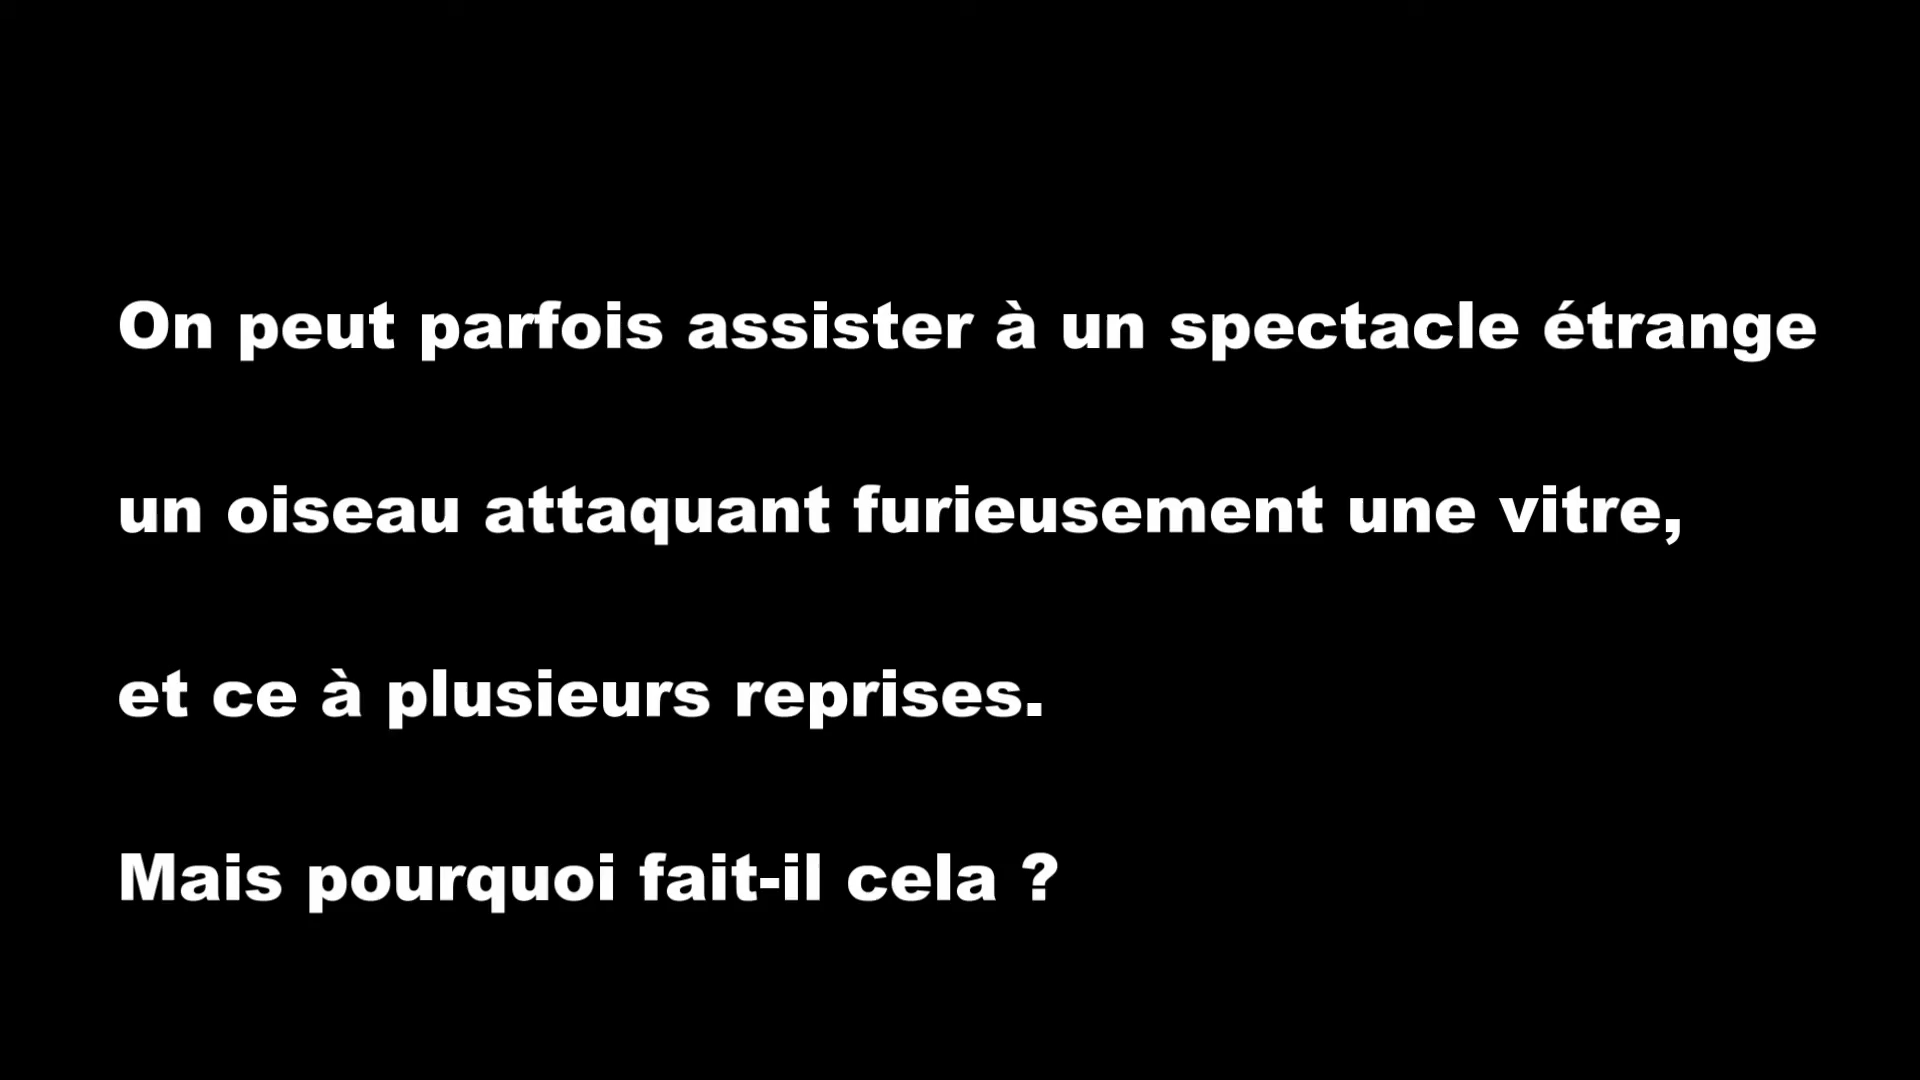 On peut parfois assister à un spectacle étrange
un oiseau attaquant furieusement une vitre,
et ce à plusieurs reprises.
Mais pourquoi fait-il cela ?